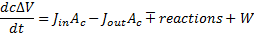 dcΔV/dt = J_in A_c − J_out A_c ∓ reactions + W